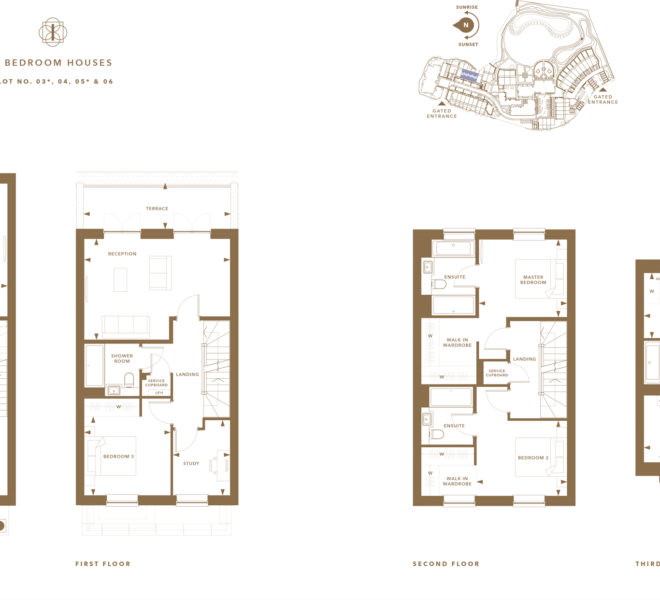 BEDROOM HOUSES
LOT NO. 03*, 04, 05* & 06
SUNRISE
N
SUNSET
GATED
ENTRANCE
GATED
ENTRANCE
TERRACE
RECEPTION
SHOWER
ROOM
SERVICE
CUPBOARD
LANDING
W
BEDROOM 3
STUDY
FIRST FLOOR
ENSUITE
MASTER
BEDROOM
W
WALK IN
WARDROBE
W
LANDING
SERVICE
CUPBOARD
ENSUITE
W
WALK IN
WARDROBE
W
BEDROOM 2
SECOND FLOOR
W
THIRD